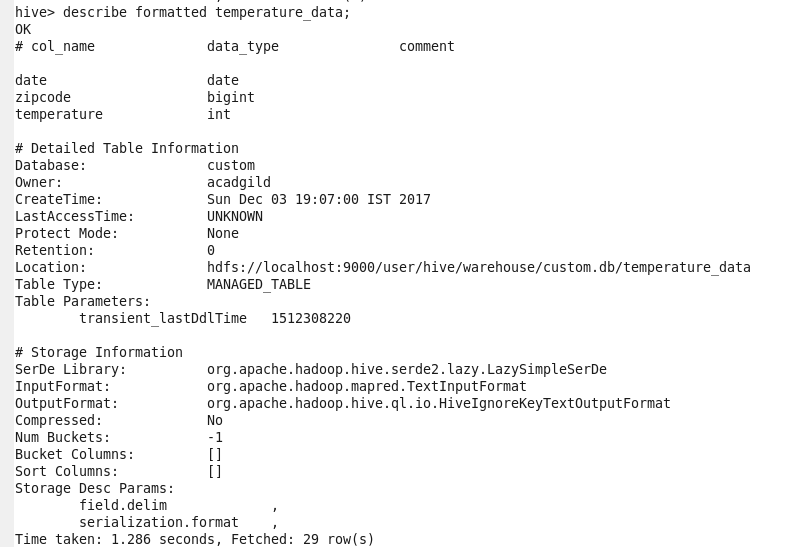 hive> describe formatted temperature_data;
OK
# col_name data_type comment
date date
zipcode bigint
temperature int
# Detailed Table Information
Database: custom
Owner: acadgild
CreateTime: Sun Dec 03 19:07:00 IST 2017
LastAccessTime: UNKNOWN
Protect Mode: None
Retention: 0
Location: hdfs://localhost:9000/user/hive/warehouse/custom.db/temperature_data
Table Type: MANAGED_TABLE
Table Parameters:
transient_lastDdlTime 1512308220
# Storage Information
SerDe Library: org.apache.hadoop.hive.serde2.lazy.LazySimpleSerDe
InputFormat: org.apache.hadoop.mapred.TextInputFormat
OutputFormat: org.apache.hadoop.hive.ql.io.HiveIgnoreKeyTextOutputFormat
Compressed: No
Num Buckets: -1
Bucket Columns: []
Sort Columns: []
Storage Desc Params:
field.delim ,
serialization.format ,
Time taken: 1.286 seconds, Fetched: 29 row(s)